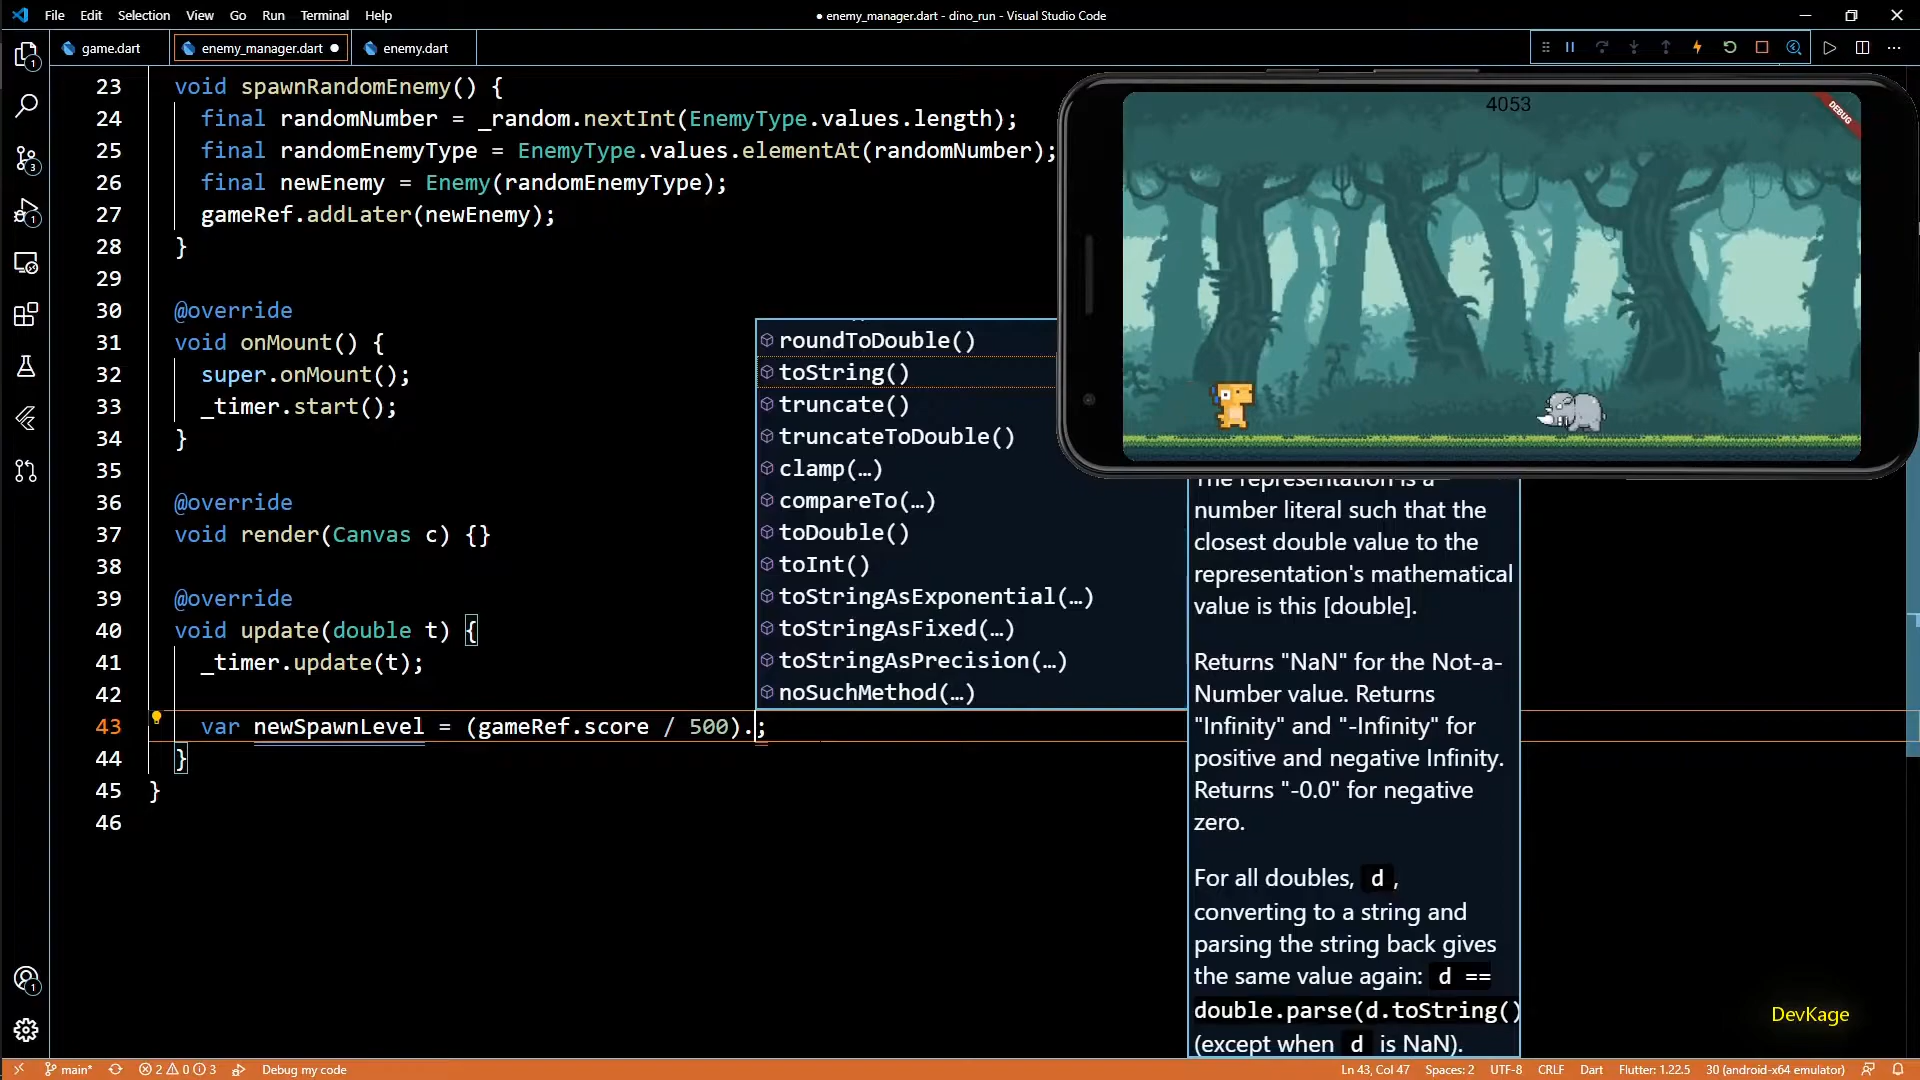 File Edit Selection View Go Run Terminal Help
● enemy_manager.dart - dino_run - Visual Studio Code
game.dart
enemy_manager.dart ●
enemy.dart
23 void spawnRandomEnemy() {
24 final randomNumber = _random.nextInt(EnemyType.values.length);
25 final randomEnemyType = EnemyType.values.elementAt(randomNumber);
26 final newEnemy = Enemy(randomEnemyType);
27 gameRef.addLater(newEnemy);
28 }
29
30 @override
31 void onMount() {
32 super.onMount();
33 _timer.start();
34 }
35
36 @override
37 void render(Canvas c) {}
38
39 @override
40 void update(double t) {
41 _timer.update(t);
42
43 var newSpawnLevel = (gameRef.score / 500).;
44 }
45 }
46
roundToDouble()
toString()
truncate()
truncateToDouble()
clamp(…)
compareTo(…)
toDouble()
toInt()
toStringAsExponential(…)
toStringAsFixed(…)
toStringAsPrecision(…)
noSuchMethod(…)
4053
DEBUG
The representation is a
number literal such that the
closest double value to the
representation's mathematical
value is this [double].
Returns "NaN" for the Not-a-
Number value. Returns
"Infinity" and "-Infinity" for
positive and negative Infinity.
Returns "-0.0" for negative
zero.
For all doubles, d,
converting to a string and
parsing the string back gives
the same value again: d ==
double.parse(d.toString()
(except when d is NaN).
DevKage
1
3
1
1
main* 2 0 3 Debug my code
Ln 43, Col 47 Spaces: 2 UTF-8 CRLF Dart Flutter: 1.22.5 30 (android-x64 emulator)